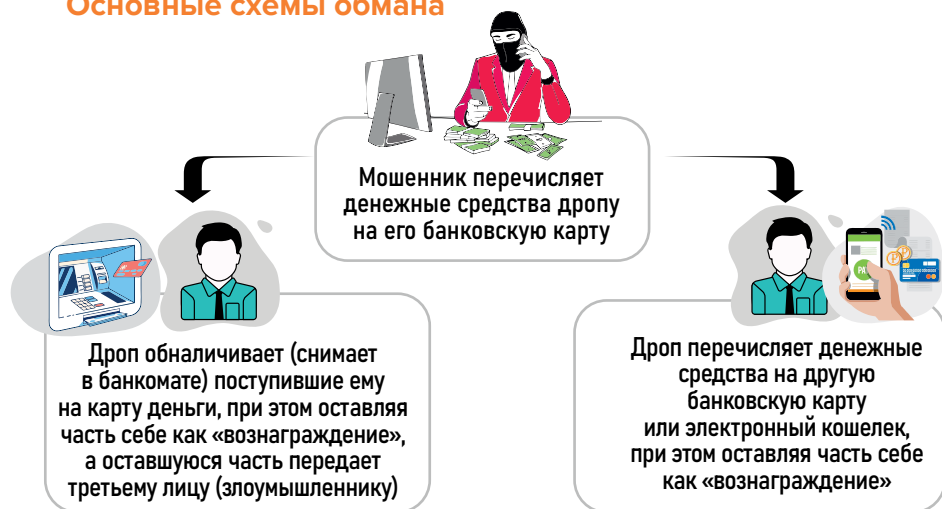 Основные схемы обмана
Мошенник перечисляет
денежные средства дропу
на его банковскую карту
Дроп обналичивает (снимает
в банкомате) поступившие ему
на карту деньги, при этом оставляя
часть себе как «вознаграждение»,
а оставшуюся часть передает
третьему лицу (злоумышленнику)
Дроп перечисляет денежные
средства на другую
банковскую карту
или электронный кошелек,
при этом оставляя часть себе
как «вознаграждение»